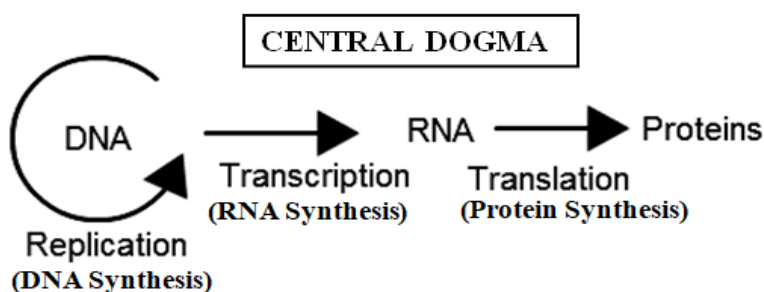 CENTRAL DOGMA
DNA
RNA
Proteins
Transcription
(RNA Synthesis)
Translation
(Protein Synthesis)
Replication
(DNA Synthesis)